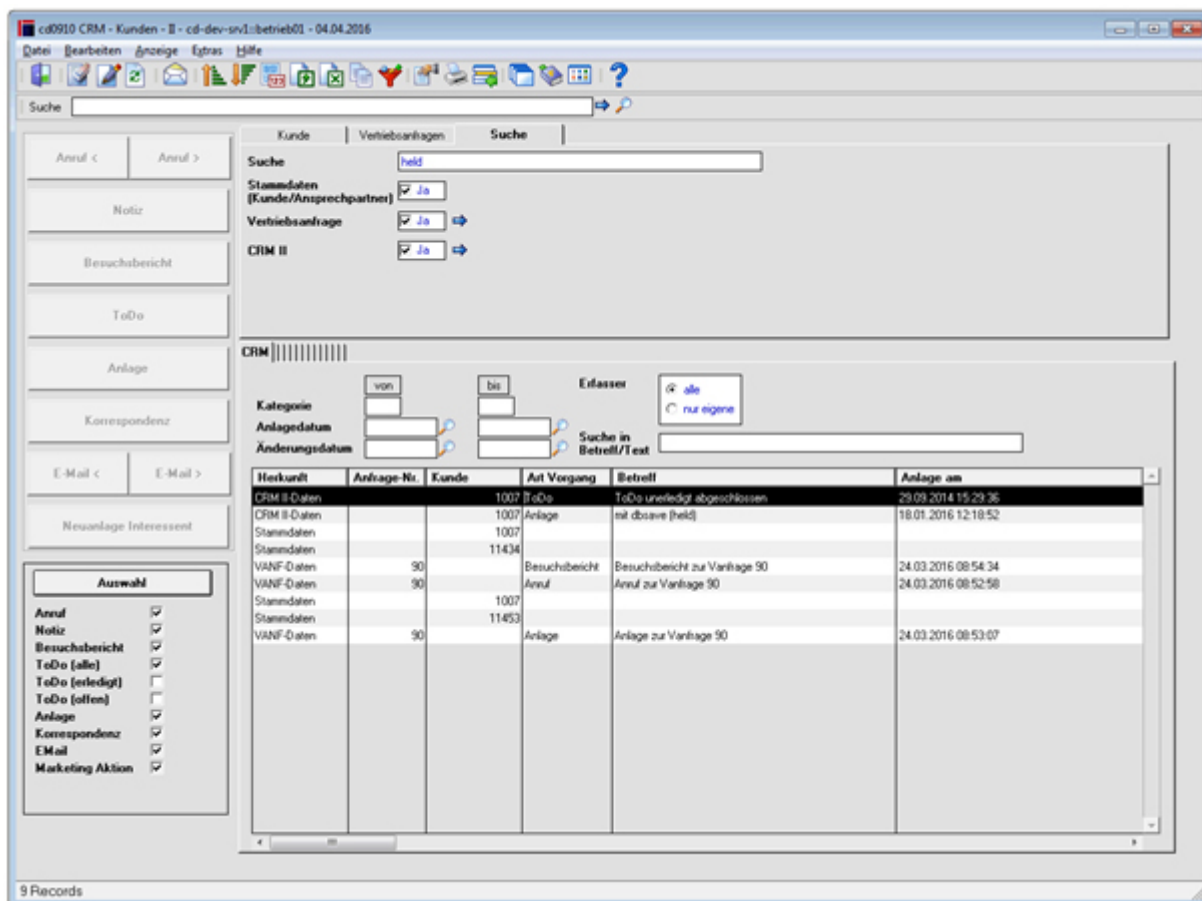 cd0910 CRM - Kunden - II - cd-dev-srv1::betrieb01 - 04.04.2016
Datei Bearbeiten Anzeige Extras Hilfe
Suche
Kunde Vertriebsanfragen Suche
Anruf < Anruf >
Notiz
Besuchsbericht
ToDo
Anlage
Korrespondenz
E-Mail < E-Mail >
Neuanlage Interessent
Auswahl
Anruf
Notiz
Besuchsbericht
ToDo (alle)
ToDo (erledigt)
ToDo (offen)
Anlage
Korrespondenz
EMail
Marketing Aktion
Suche held
Stammdaten
(Kunde/Ansprechpartner) Ja
Vertriebsanfrage Ja
CRM II Ja
CRM
von bis Erfasser alle
Kategorie nur eigene
Anlagedatum
Änderungsdatum
Suche in
Betreff/Text
Herkunft Anfrage-Nr. Kunde Art Vorgang Betreff Anlage am
CRM II-Daten 1007 ToDo ToDo unerledigt abgeschlossen 29.09.2014 15:29:36
CRM II-Daten 1007 Anlage mit dbsave (held) 18.01.2016 12:18:52
Stammdaten 1007
Stammdaten 11434
VANF-Daten 90 Besuchsbericht Besuchsbericht zur Vanfrage 90 24.03.2016 08:54:34
VANF-Daten 90 Anruf Anruf zur Vanfrage 90 24.03.2016 08:52:58
Stammdaten 1007
Stammdaten 11453
VANF-Daten 90 Anlage Anlage zur Vanfrage 90 24.03.2016 08:53:07
9 Records